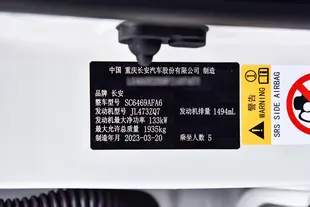 中国 重庆长安汽车股份有限公司 制造
品牌 长安
整车型号 SC6469AFA6
发动机型号 JL473ZQ7 发动机排量 1494mL
发动机最大净功率 133kW
最大允许总质量 1935kg
制造年月 2023-03-20 乘坐人数 5
警告
WARNING
SRS SIDE AIRBAG